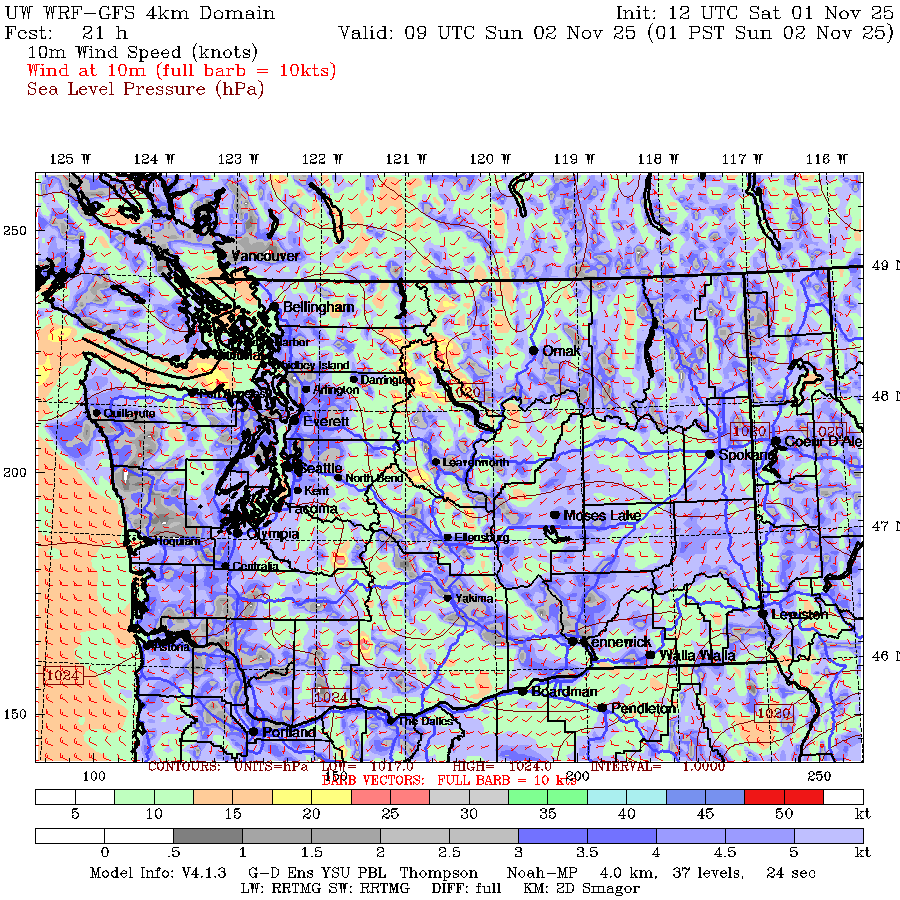 UW WRF-GFS 4km Domain Init: 12 UTC Sat 01 Nov 25
Fcst: 21 h Valid: 09 UTC Sun 02 Nov 25 (01 PST Sun 02 Nov 25)
10m Wind Speed (knots)
Wind at 10m (full barb = 10kts)
Sea Level Pressure (hPa)
125 W 124 W 123 W 122 W 121 W 120 W 119 W 118 W 117 W 116 W
250
Vancouver
49 N
Bellingham
Harbor
Omak
Darrington
Arlington
1020
48 N
Quillayute
Everett
1020 1020
Coeur D'Ale
Spokane
Leavenworth
200
Seattle
North Bend
Kent
Tacoma
Moses Lake
47 N
Olympia
Hoquiam
Ellensburg
Centralia
Yakima
Lewiston
Kennewick
Astoria
Walla Walla
46 N
1024
1024
Boardman
Pendleton
150
1020
The Dalles
Portland
CONTOURS: UNITS=hPa LOW= 1017.0 HIGH= 1024.0 INTERVAL= 1.0000
100 150 200 250
BARB VECTORS: FULL BARB = 10 kts
5 10 15 20 25 30 35 40 45 50 kt
0 .5 1 1.5 2 2.5 3 3.5 4 4.5 5 kt
Model Info: V4.1.3 G-D Ens YSU PBL Thompson Noah-MP 4.0 km, 37 levels, 24 sec
LW: RRTMG SW: RRTMG DIFF: full KM: 2D Smagor